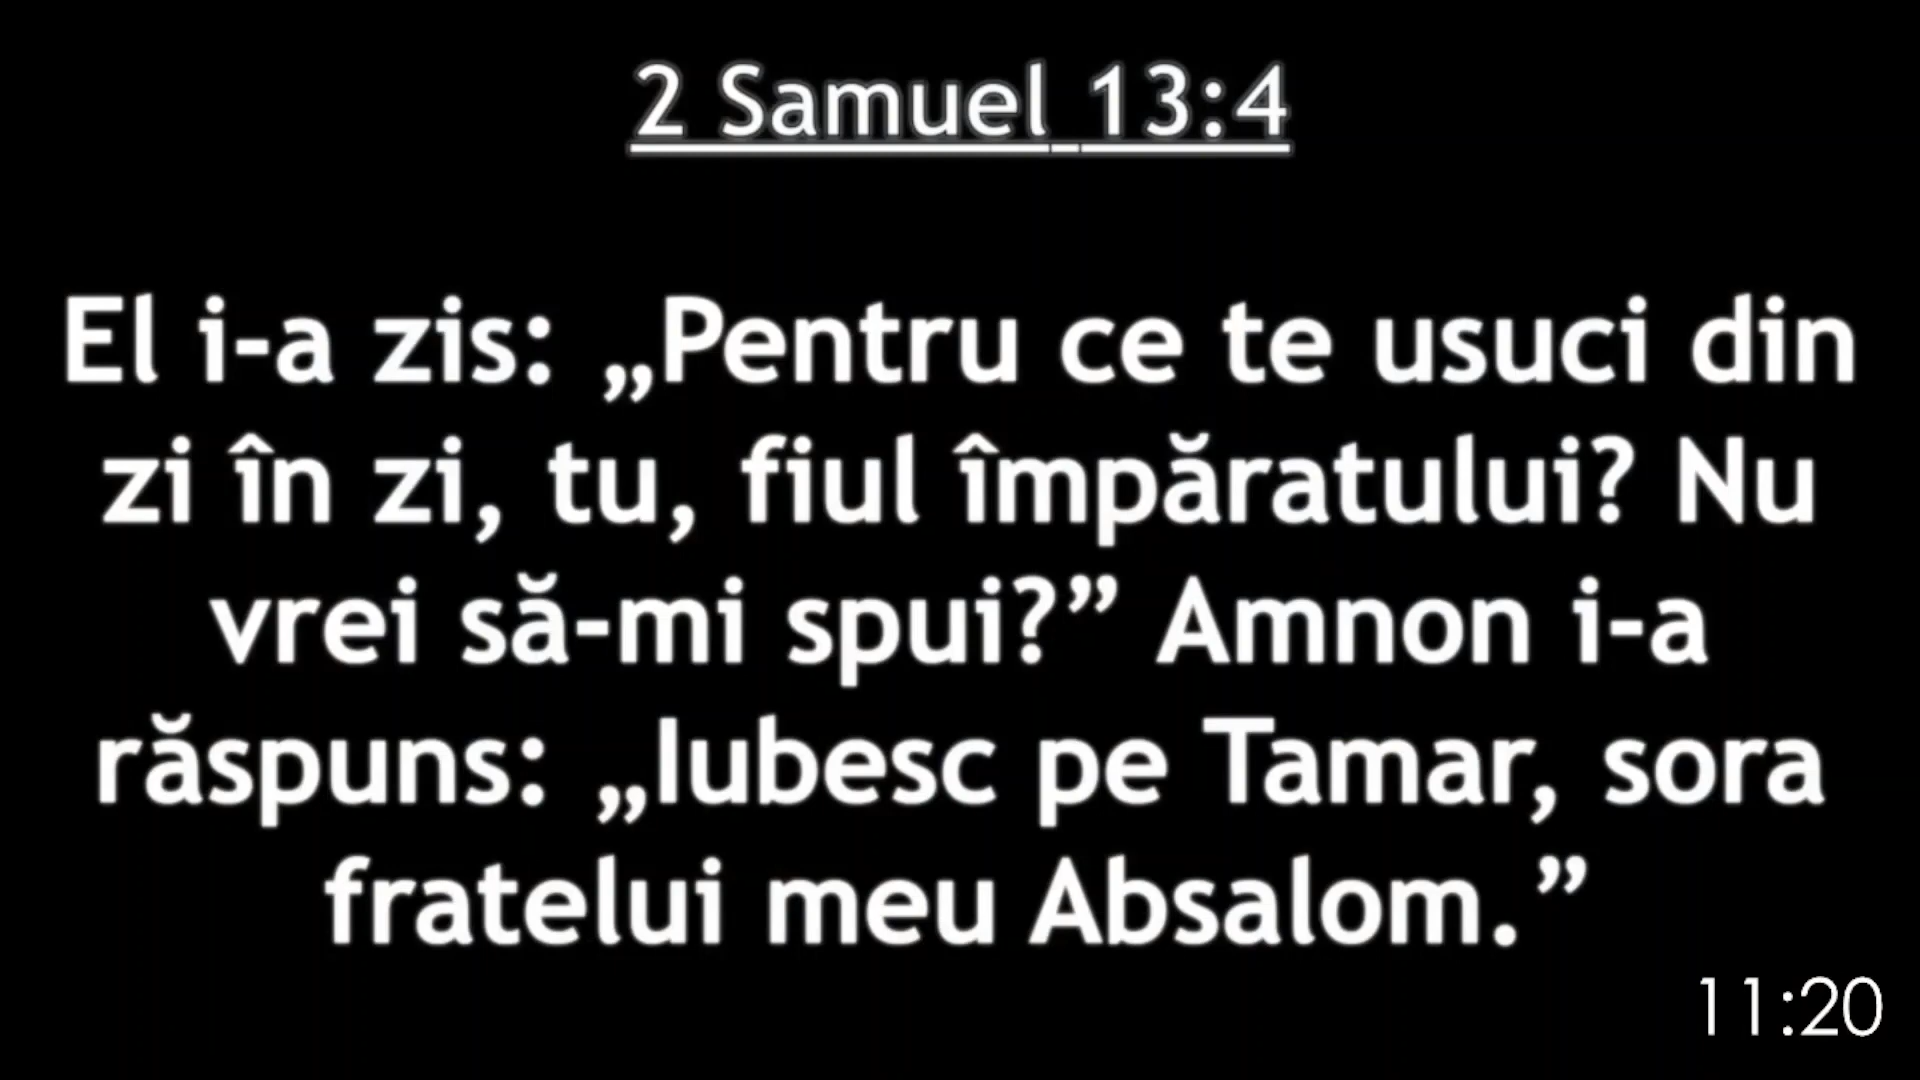 2 Samuel 13:4
El i-a zis: „Pentru ce te usuci din
zi în zi, tu, fiul împăratului? Nu
vrei să-mi spui?” Amnon i-a
răspuns: „Iubesc pe Tamar, sora
fratelui meu Absalom.”
11:20